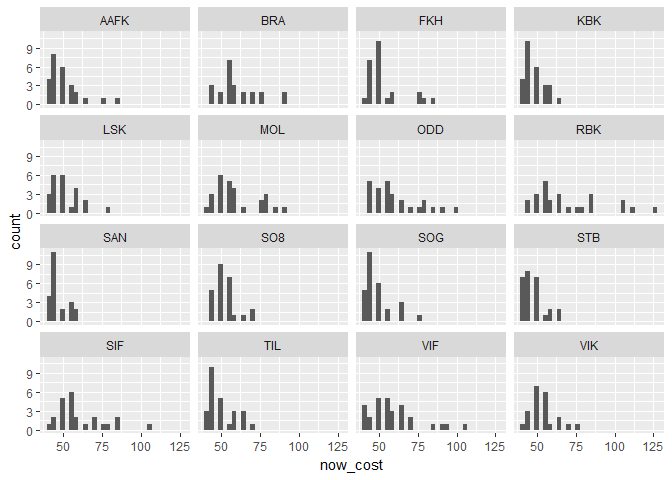 AAFK BRA FKH KBK
9
6
3
0
LSK MOL ODD RBK
9
6
3
0
SAN SO8 SOG STB
9
6
3
0
SIF TIL VIF VIK
9
6
3
0
50 75 100 125 50 75 100 125 50 75 100 125 50 75 100 125
now_cost
count